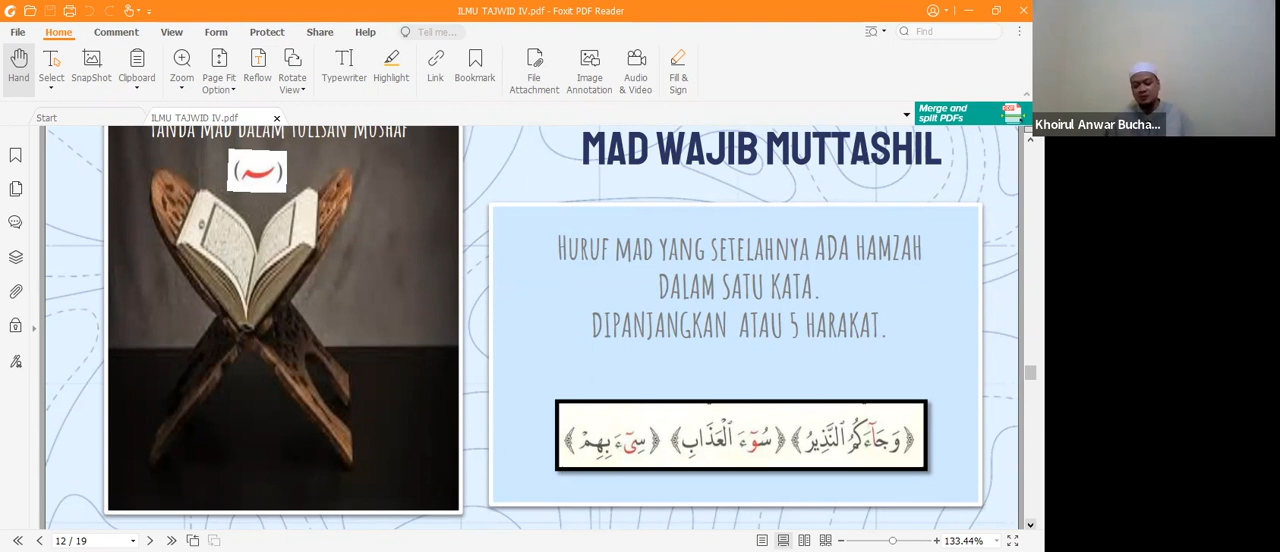 ILMU TAJWID IV.pdf - Foxit PDF Reader
File Home Comment View Form Protect Share Help Tell me... Find
Hand Select SnapShot Clipboard Zoom Page Fit Option Reflow Rotate View Typewriter Highlight Link Bookmark File Attachment Image Annotation Audio & Video Fill & Sign
Start ILMU TAJWID IV.pdf
Merge and split PDFs
Khoirul Anwar Bucha...
TANDA MAD DALAM TULISAN MUSHAF
MAD WAJIB MUTTASHIL
HURUF MAD YANG SETELAHNYA ADA HAMZAH
DALAM SATU KATA.
DIPANJANGKAN ATAU 5 HARAKAT.
﴿وَجَآءَكُمُ ٱلنَّذِيرُ﴾ ﴿سُوٓءَ ٱلْعَذَابِ﴾ ﴿سِىٓءَ بِهِمْ﴾
12 / 19
133.44%